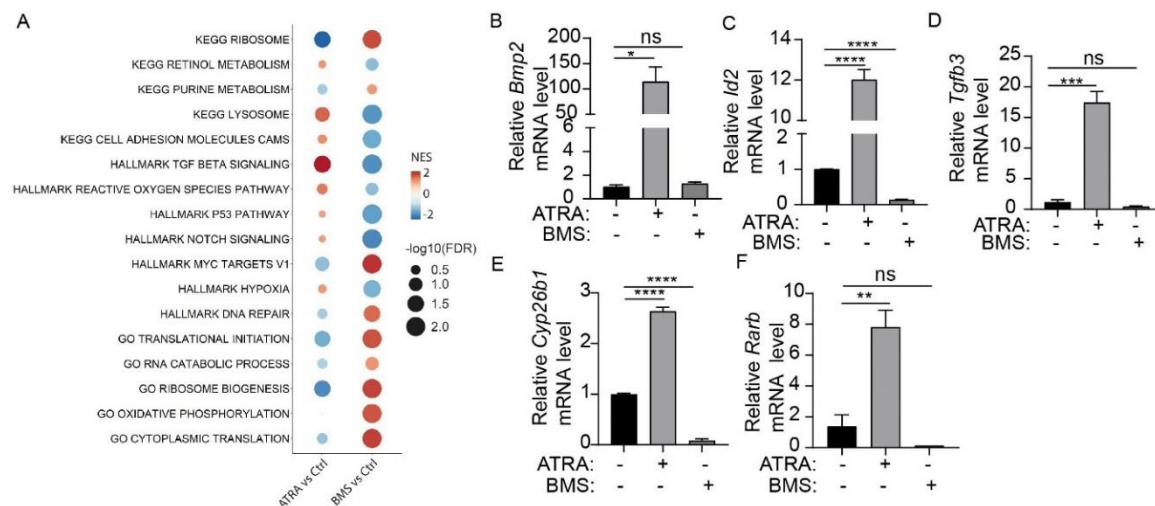 A
KEGG RIBOSOME
KEGG RETINOL METABOLISM
KEGG PURINE METABOLISM
KEGG LYSOSOME
KEGG CELL ADHESION MOLECULES CAMS
HALLMARK TGF BETA SIGNALING
HALLMARK REACTIVE OXYGEN SPECIES PATHWAY
HALLMARK P53 PATHWAY
HALLMARK NOTCH SIGNALING
HALLMARK MYC TARGETS V1
HALLMARK HYPOXIA
HALLMARK DNA REPAIR
GO TRANSLATIONAL INITIATION
GO RNA CATABOLIC PROCESS
GO RIBOSOME BIOGENESIS
GO OXIDATIVE PHOSPHORYLATION
GO CYTOPLASMIC TRANSLATION
ATRA vs Ctrl
BMS vs Ctrl
NES
2
0
-2
-log10(FDR)
0.5
1.0
1.5
2.0
B
Relative Bmp2
mRNA level
200
150
100
50
6
4
2
0
ns
*
ATRA: - + -
BMS: - - +
C
Relative Id2
mRNA level
14
12
10
8
2
1
0
****
****
ATRA: - + -
BMS: - - +
D
Relative Tgfb3
mRNA level
25
20
15
10
5
0
ns
***
ATRA: - + -
BMS: - - +
E
Relative Cyp26b1
mRNA level
3
2
1
0
****
****
ATRA: - + -
BMS: - - +
F
Relative Rarb
mRNA level
10
8
6
4
2
0
ns
**
ATRA: - + -
BMS: - - +